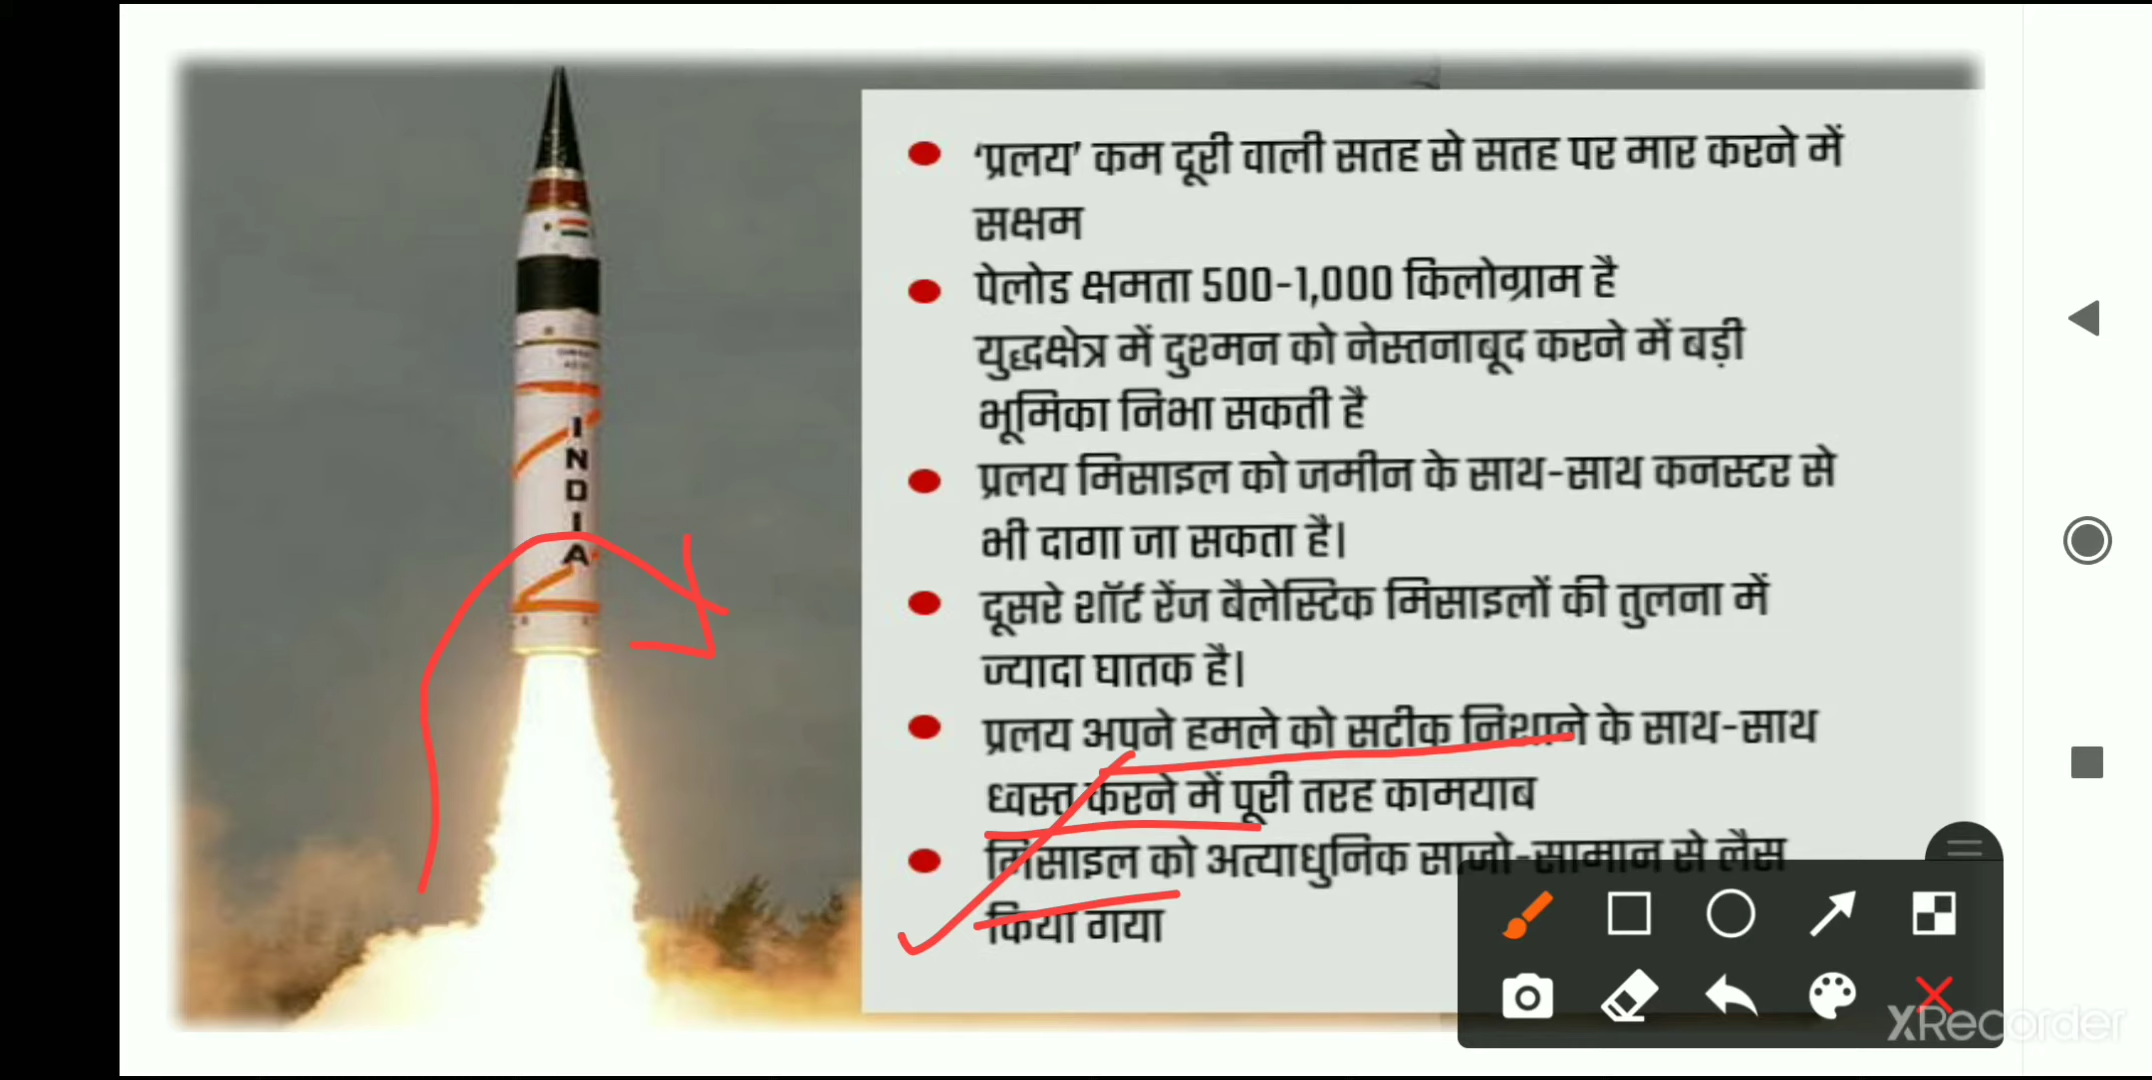 INDIA
‘प्रलय’ कम दूरी वाली सतह से सतह पर मार करने में
सक्षम
पेलोड क्षमता 500-1,000 किलोग्राम है
युद्धक्षेत्र में दुश्मन को नेस्तनाबूद करने में बड़ी
भूमिका निभा सकती है
प्रलय मिसाइल को जमीन के साथ-साथ कनस्टर से
भी दागा जा सकता है।
दूसरे शॉर्ट रेंज बैलेस्टिक मिसाइलों की तुलना में
ज्यादा घातक है।
प्रलय अपने हमले को सटीक निशाने के साथ-साथ
ध्वस्त करने में पूरी तरह कामयाब
मिसाइल को अत्याधुनिक साजो-सामान से लैस
किया गया
XRecorder